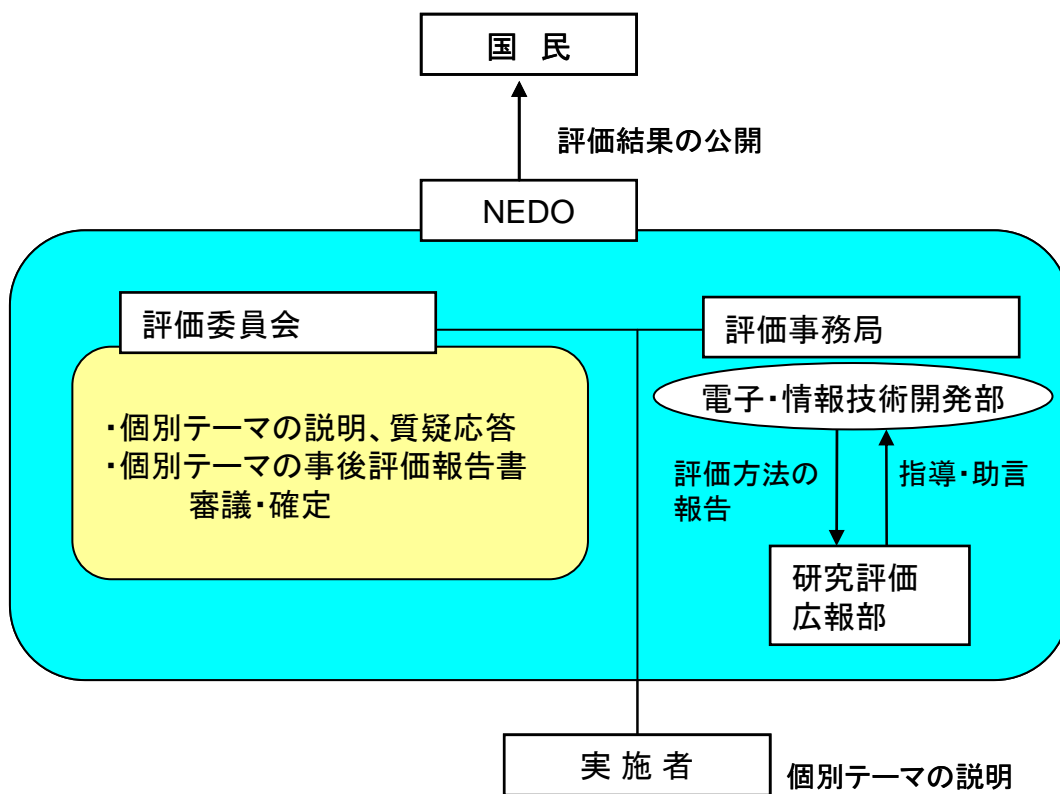 国 民
評価結果の公開
NEDO
評価委員会
評価事務局
電子・情報技術開発部
・個別テーマの説明、質疑応答
・個別テーマの事後評価報告書
審議・確定
評価方法の
報告
指導・助言
研究評価
広報部
実 施 者
個別テーマの説明